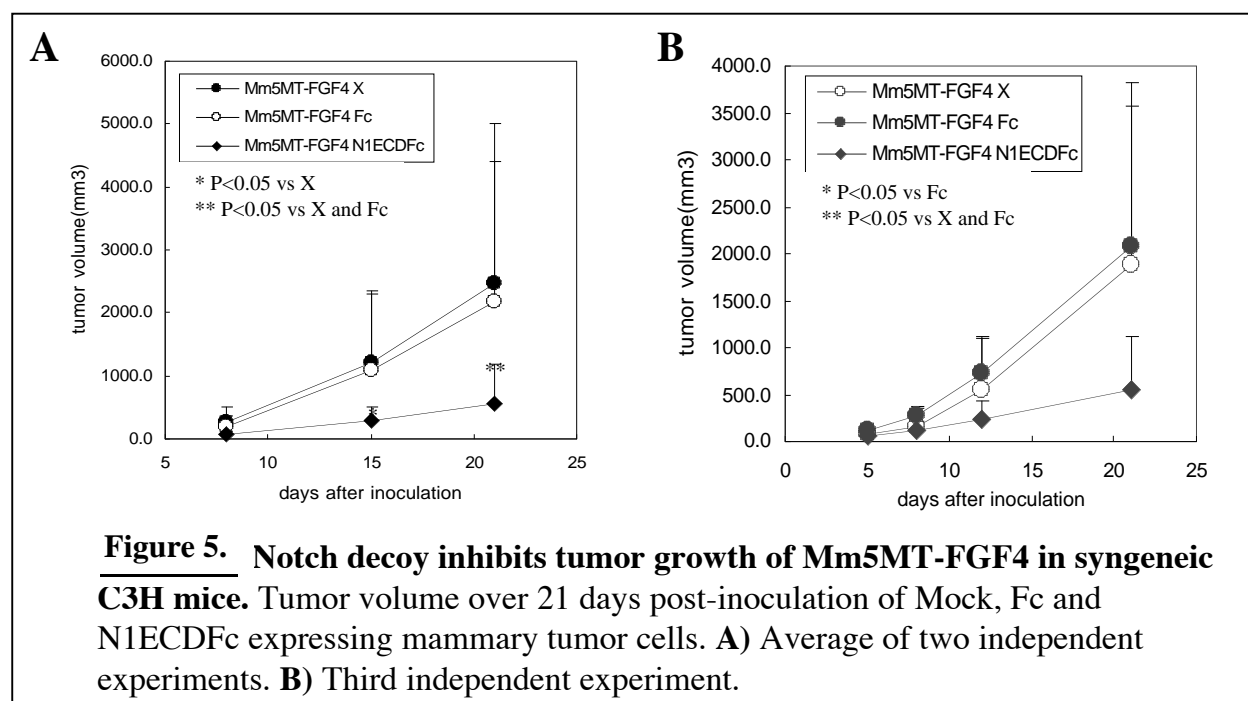 A
6000.0
5000.0
4000.0
2000.0
1000.0
0.0
tumor volume(mm3)
Mm5MT-FGF4 X
Mm5MT-FGF4 Fc
Mm5MT-FGF4 N1ECDFc
* P<0.05 vs X
** P<0.05 vs X and Fc
*
**
5 10 15 20 25
days after inoculation
B
4000.0
3500.0
3000.0
2500.0
2000.0
1500.0
1000.0
500.0
0.0
tumor volume(mm3)
Mm5MT-FGF4 X
Mm5MT-FGF4 Fc
Mm5MT-FGF4 N1ECDFc
* P<0.05 vs Fc
** P<0.05 vs X and Fc
0 5 10 15 20 25
days after inoculation
Figure 5. Notch decoy inhibits tumor growth of Mm5MT-FGF4 in syngeneic
C3H mice. Tumor volume over 21 days post-inoculation of Mock, Fc and
N1ECDFc expressing mammary tumor cells. A) Average of two independent
experiments. B) Third independent experiment.